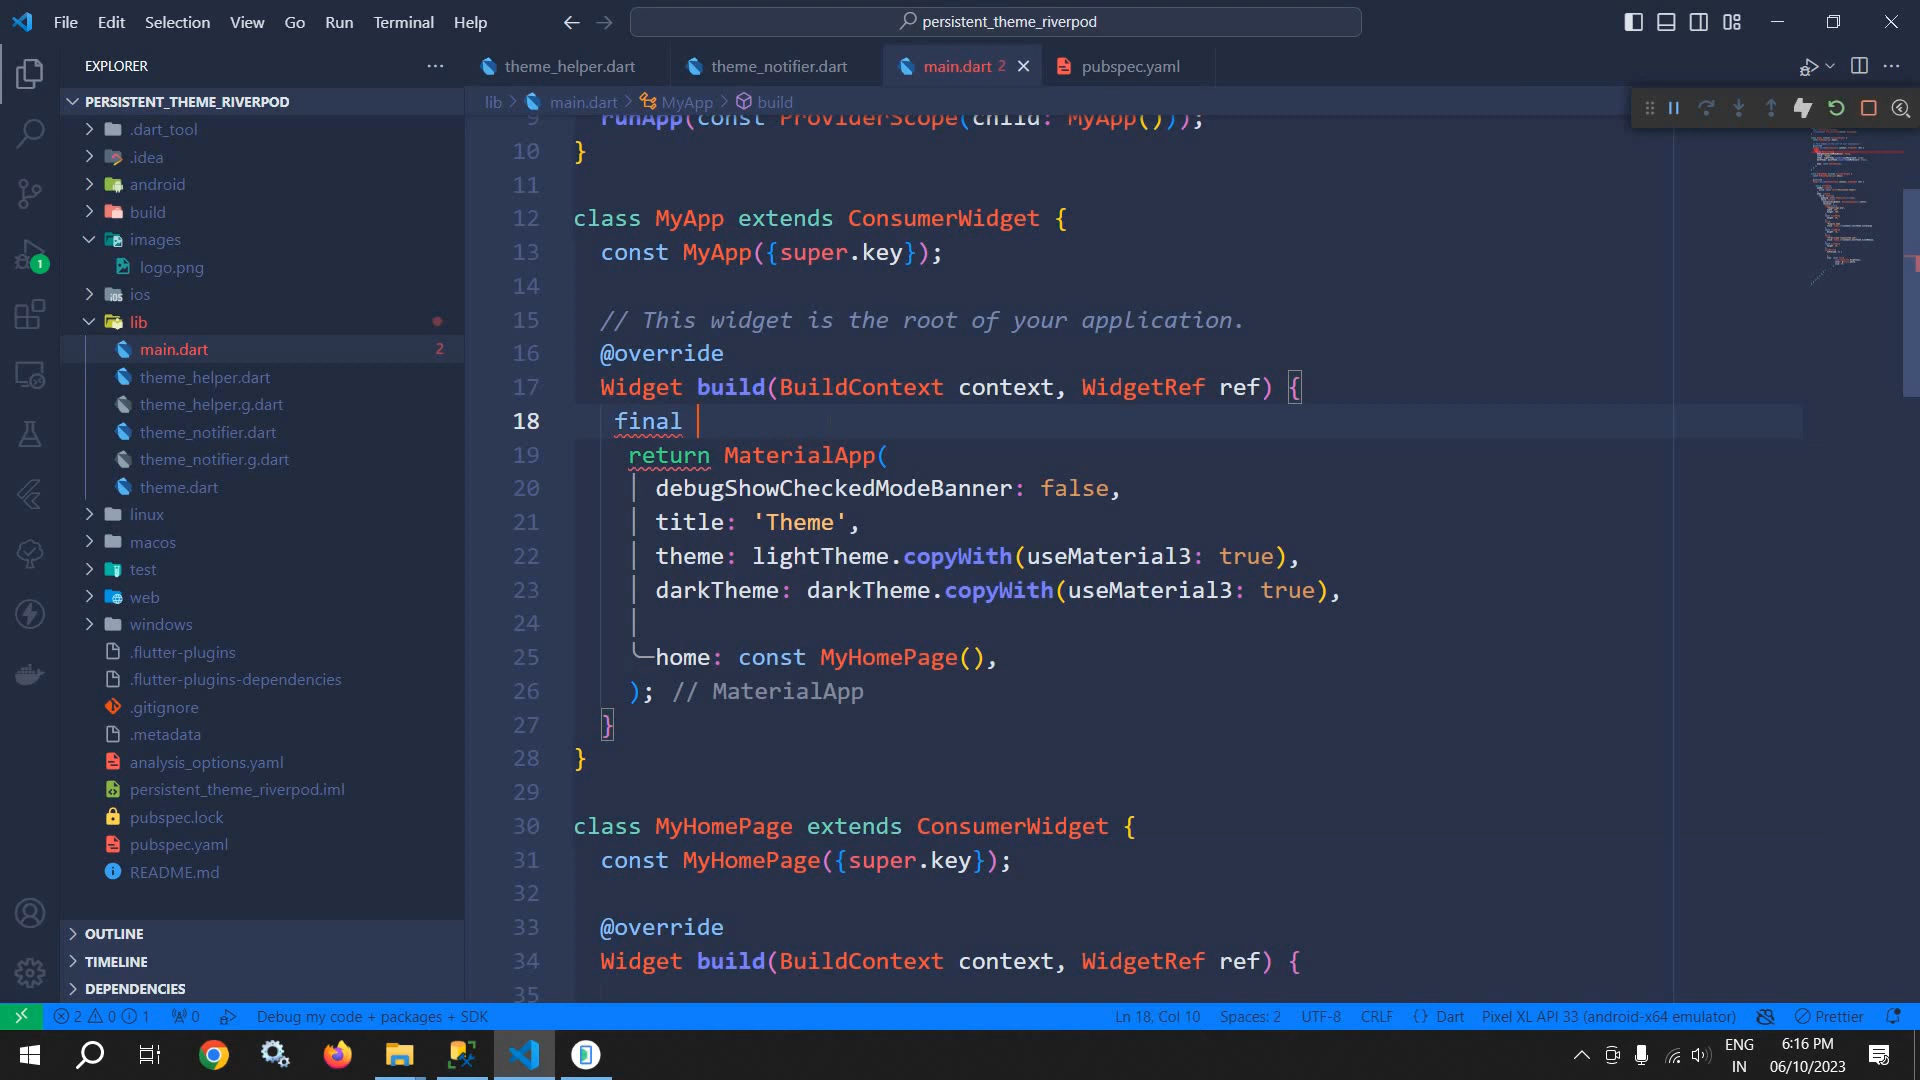 File Edit Selection View Go Run Terminal Help
persistent_theme_riverpod
EXPLORER
PERSISTENT_THEME_RIVERPOD
.dart_tool
.idea
android
build
images
logo.png
ios
lib
main.dart 2
theme_helper.dart
theme_helper.g.dart
theme_notifier.dart
theme_notifier.g.dart
theme.dart
linux
macos
test
web
windows
.flutter-plugins
.flutter-plugins-dependencies
.gitignore
.metadata
analysis_options.yaml
persistent_theme_riverpod.iml
pubspec.lock
pubspec.yaml
README.md
OUTLINE
TIMELINE
DEPENDENCIES
1
theme_helper.dart theme_notifier.dart main.dart 2 pubspec.yaml
lib > main.dart > MyApp > build
9 runApp(const ProviderScope(child: MyApp()));
10 }
11
12 class MyApp extends ConsumerWidget {
13 const MyApp({super.key});
14
15 // This widget is the root of your application.
16 @override
17 Widget build(BuildContext context, WidgetRef ref) {
18 final
19 return MaterialApp(
20 debugShowCheckedModeBanner: false,
21 title: 'Theme',
22 theme: lightTheme.copyWith(useMaterial3: true),
23 darkTheme: darkTheme.copyWith(useMaterial3: true),
24
25 home: const MyHomePage(),
26 ); // MaterialApp
27 }
28 }
29
30 class MyHomePage extends ConsumerWidget {
31 const MyHomePage({super.key});
32
33 @override
34 Widget build(BuildContext context, WidgetRef ref) {
35
2 0 1 0 Debug my code + packages + SDK Ln 18, Col 10 Spaces: 2 UTF-8 CRLF {} Dart Pixel XL API 33 (android-x64 emulator) Prettier
ENG
IN
6:16 PM
06/10/2023